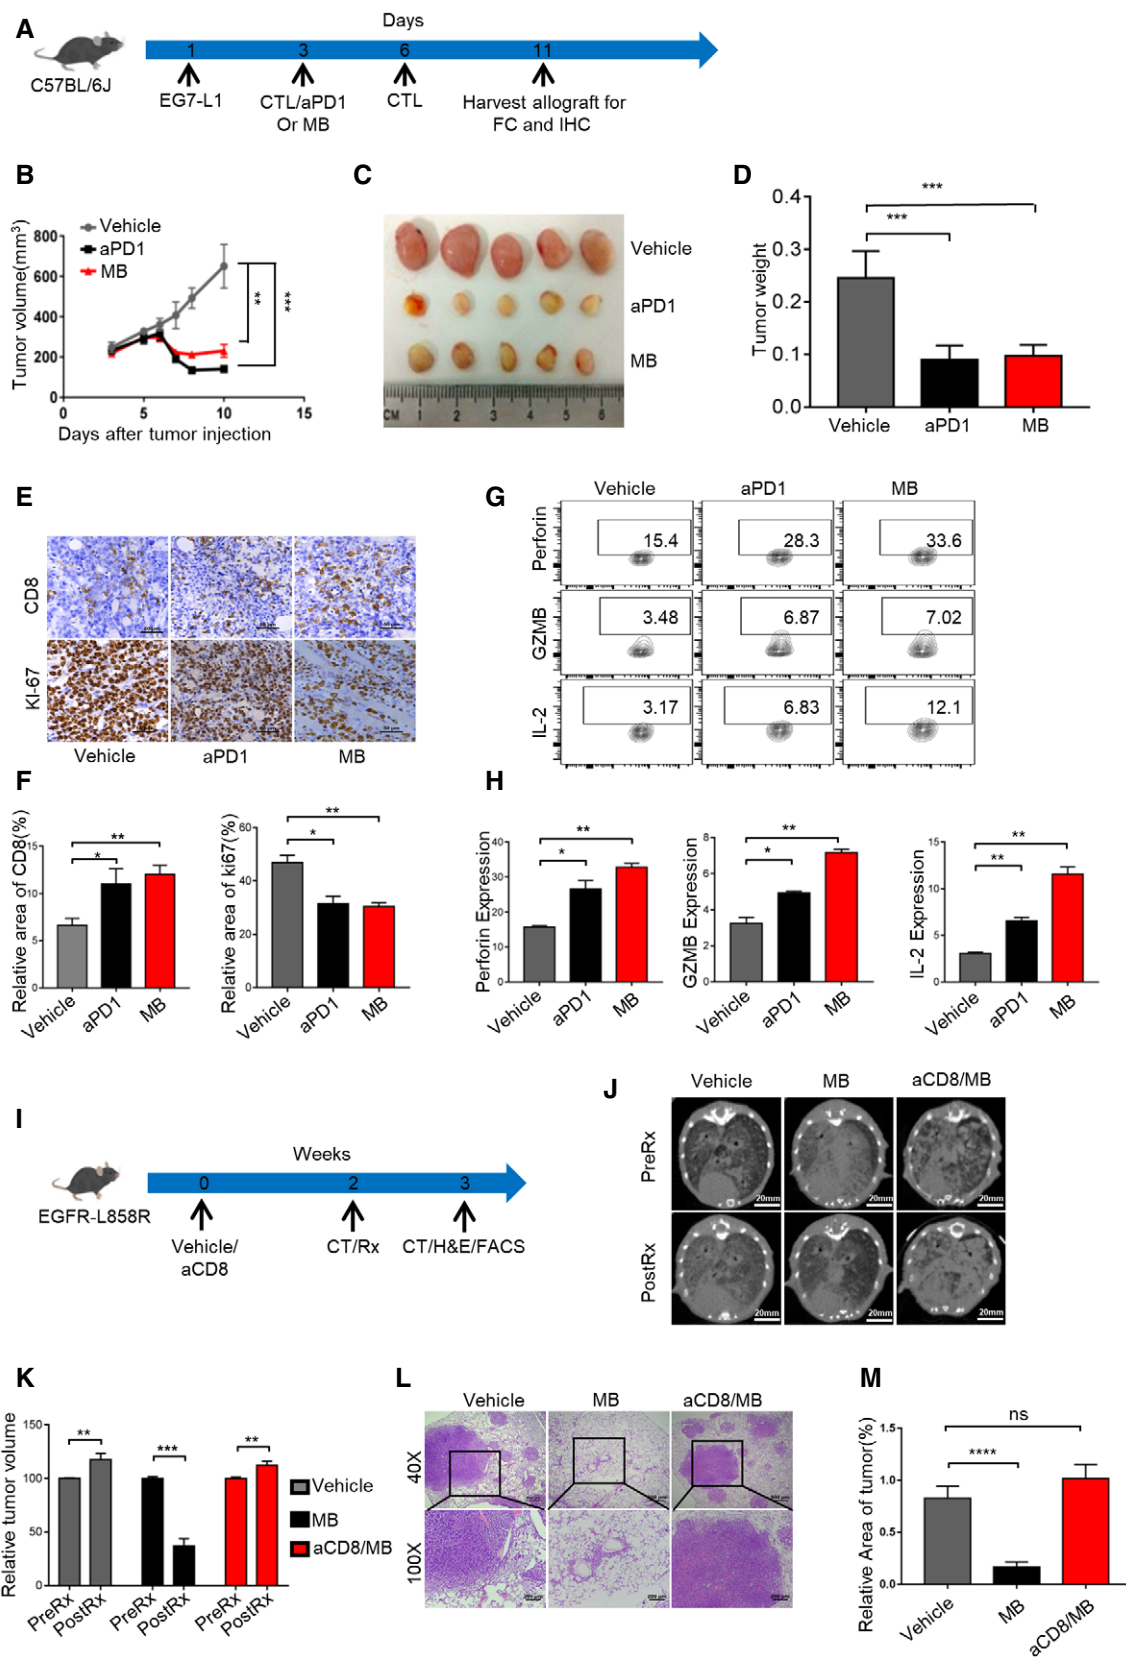 A
Days
1 3 6 11
C57BL/6J
EG7-L1
CTL/aPD1
Or MB
CTL
Harvest allograft for
FC and IHC
B
Vehicle
aPD1
MB
Tumor volume(mm3)
800
600
400
200
0
0 5 10 15
**
***
Days after tumor injection
C
Vehicle
aPD1
MB
CM 1 2 3 4 5 6
D
Tumor weight
0.4
0.3
0.2
0.1
0.0
***
***
Vehicle aPD1 MB
E
CD8
KI-67
Vehicle aPD1 MB
F
Relative area of CD8(%)
15
10
5
0
**
*
Vehicle aPD1 MB
Relative area of ki67(%)
60
40
20
0
**
*
Vehicle aPD1 MB
G
Vehicle aPD1 MB
Perforin
15.4 28.3 33.6
GZMB
3.48 6.87 7.02
IL-2
3.17 6.83 12.1
H
Perforin Expression
40
30
20
10
0
**
*
Vehicle aPD1 MB
GZMB Expression
8
6
4
2
0
**
*
Vehicle aPD1 MB
IL-2 Expression
15
10
5
0
**
**
Vehicle aPD1 MB
I
Weeks
0 2 3
EGFR-L858R
Vehicle/
aCD8
CT/Rx
CT/H&E/FACS
J
Vehicle MB aCD8/MB
PreRx
20mm 20mm 20mm
PostRx
20mm 20mm 20mm
K
Relative tumor volume
150
100
50
0
** *** **
PreRx PostRx PreRx PostRx PreRx PostRx
Vehicle
MB
aCD8/MB
L
Vehicle MB aCD8/MB
40X
100X
M
Relative Area of tumor(%)
1.5
1.0
0.5
0.0
ns
****
Vehicle MB aCD8/MB